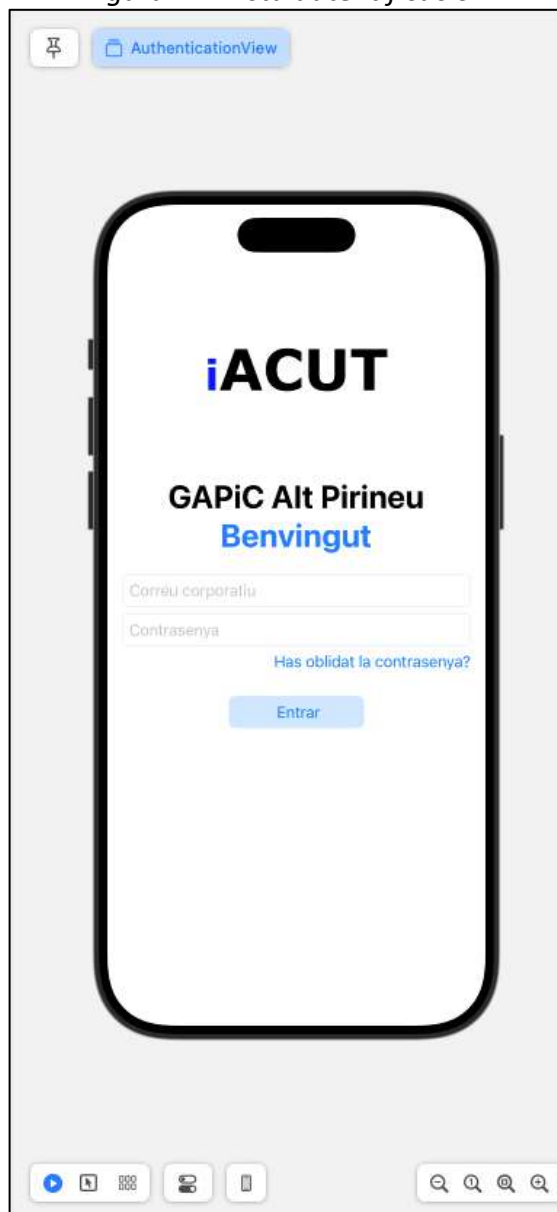 AuthenticationView
iACUT
GAPiC Alt Pirineu
Benvingut
Correu corporatiu
Contrasenya
Has oblidat la contrasenya?
Entrar